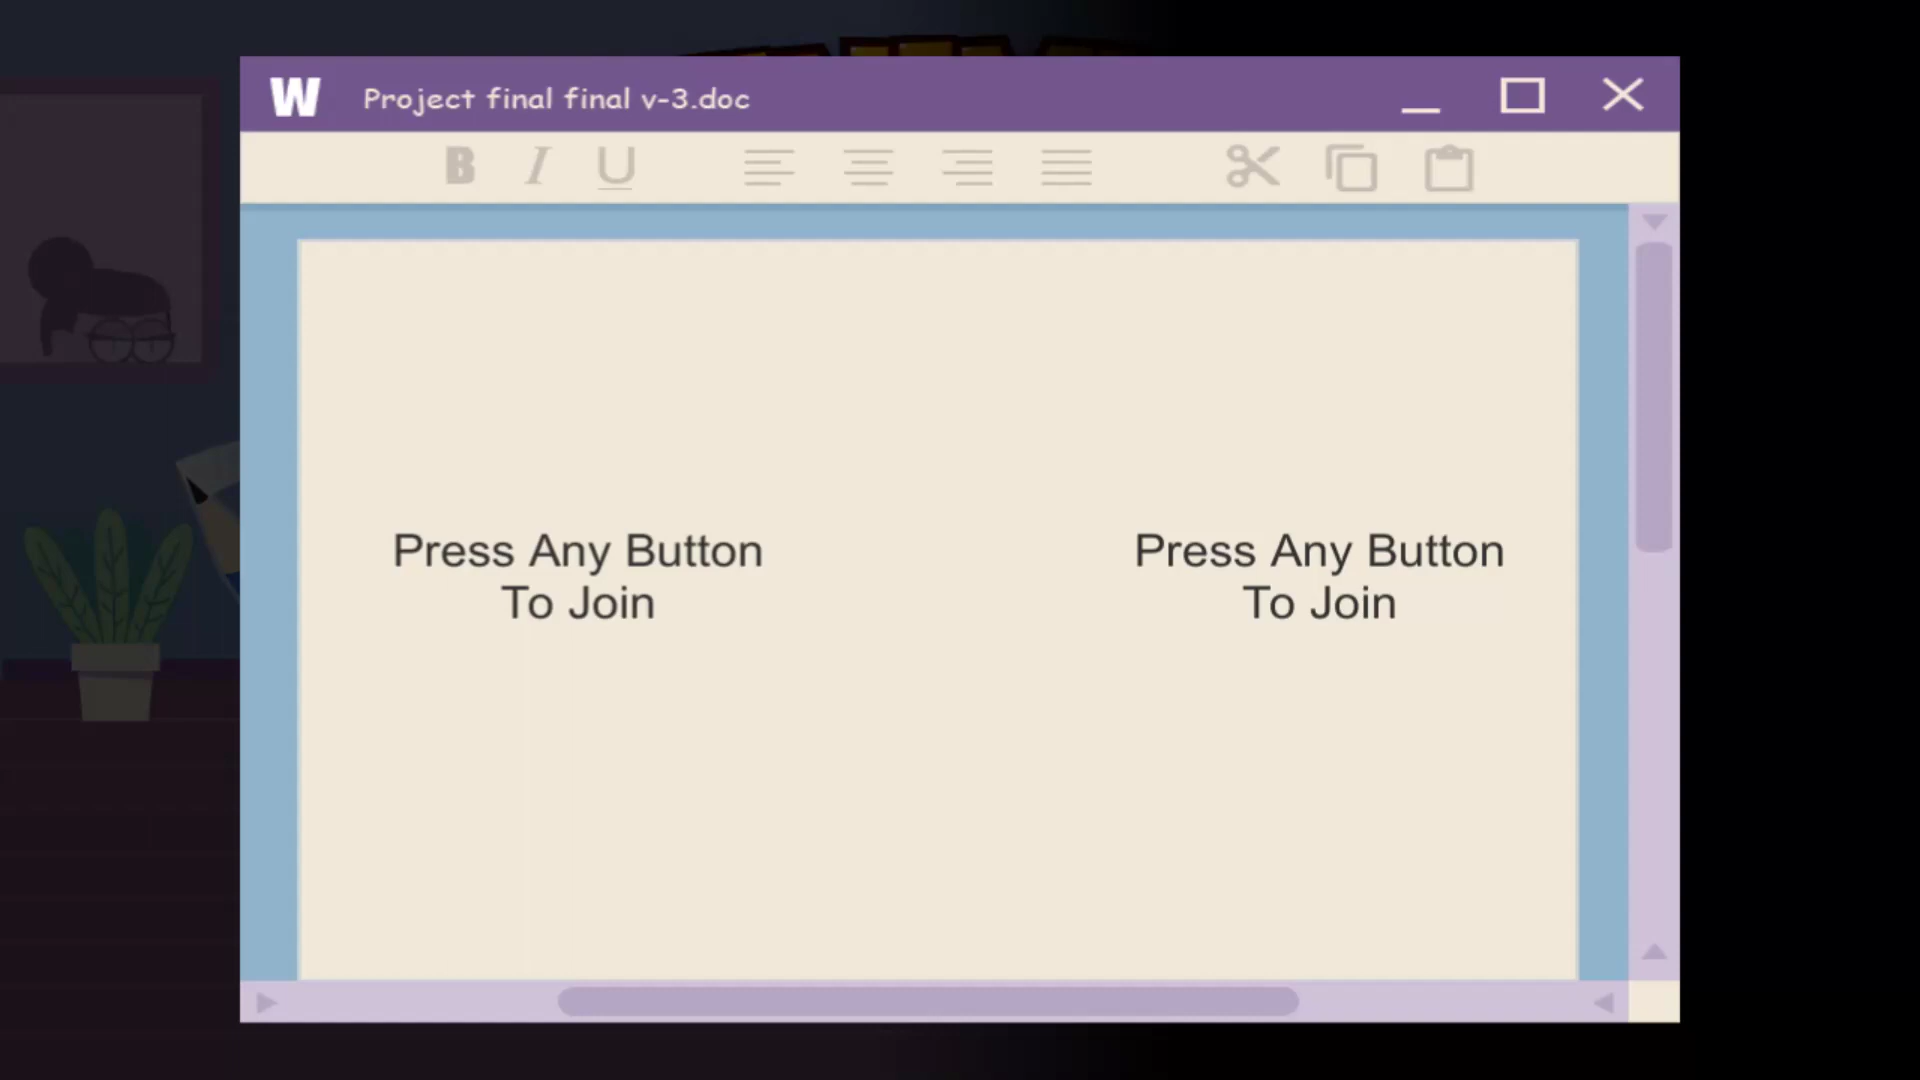 W Project final final v-3.doc
B I U
Press Any Button
To Join
Press Any Button
To Join